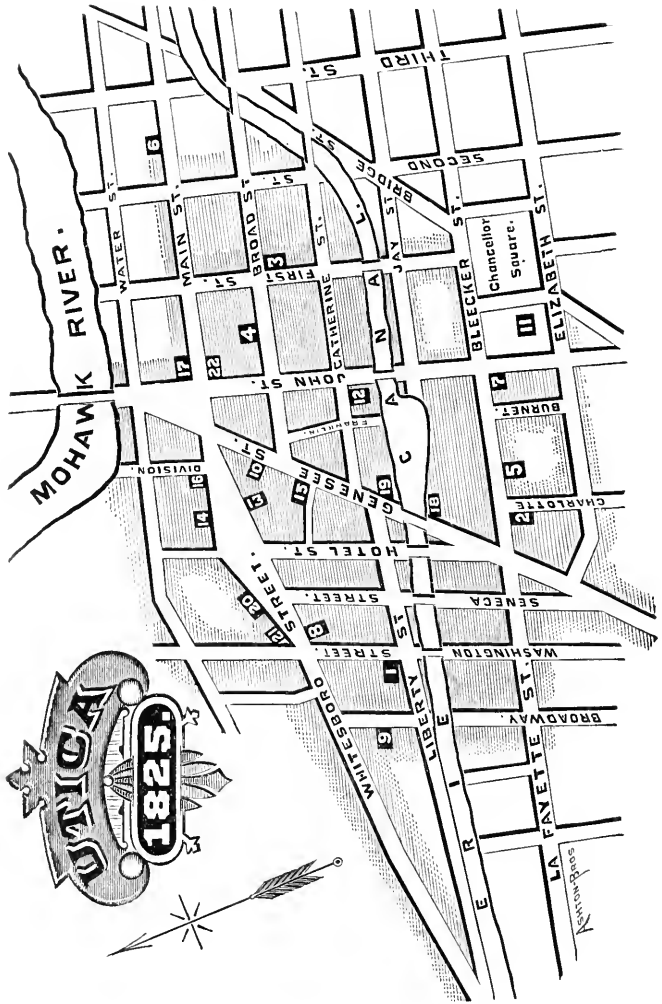 UTICA
1825.
MOHAWK RIVER.
ERIE CANAL.
WATER ST.
MAIN ST.
BROAD ST.
CATHERINE ST.
JAY ST.
BLEECKER ST.
ELIZABETH ST.
THIRD ST.
SECOND ST.
BRIDGE ST.
FIRST ST.
JOHN ST.
FRANKLIN.
GENESEE ST.
DIVISION.
HOTEL ST.
SENECA STREET.
WASHINGTON STREET.
BROADWAY.
WHITESBORO STREET.
LIBERTY ST
LA FAYETTE ST.
CHARLOTTE
BURNET.
Chancellor
Square.
6
3
4
17
22
12
11
7
5
2
10
13
15
16
14
19
18
20
21
8
1
9
ASHTON BROS